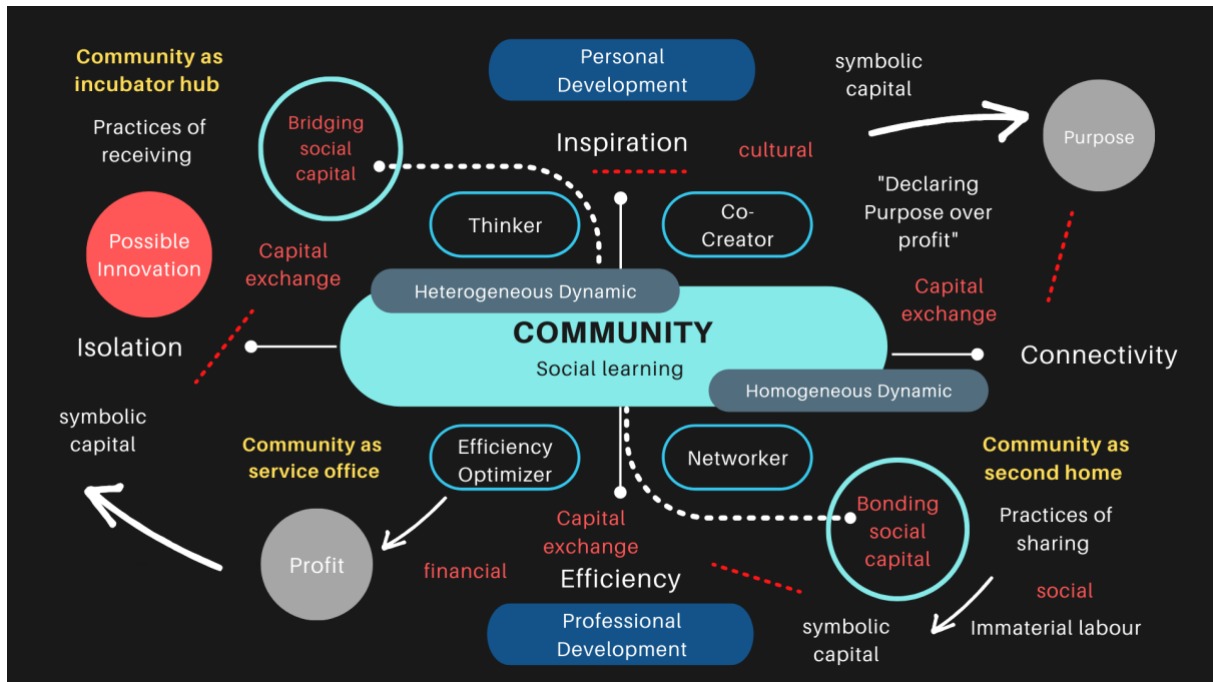 Community as
incubator hub
Practices of
receiving
Bridging
social
capital
Possible
Innovation
Capital
exchange
Isolation
symbolic
capital
Personal
Development
Inspiration
cultural
Thinker
Co-
Creator
symbolic
capital
Purpose
"Declaring
Purpose over
profit"
Capital
exchange
Connectivity
Heterogeneous Dynamic
COMMUNITY
Social learning
Homogeneous Dynamic
Community as
service office
Efficiency
Optimizer
Profit
financial
Networker
Capital
exchange
Efficiency
Professional
Development
Bonding
social
capital
Community as
second home
Practices of
sharing
social
Immaterial labour
symbolic
capital